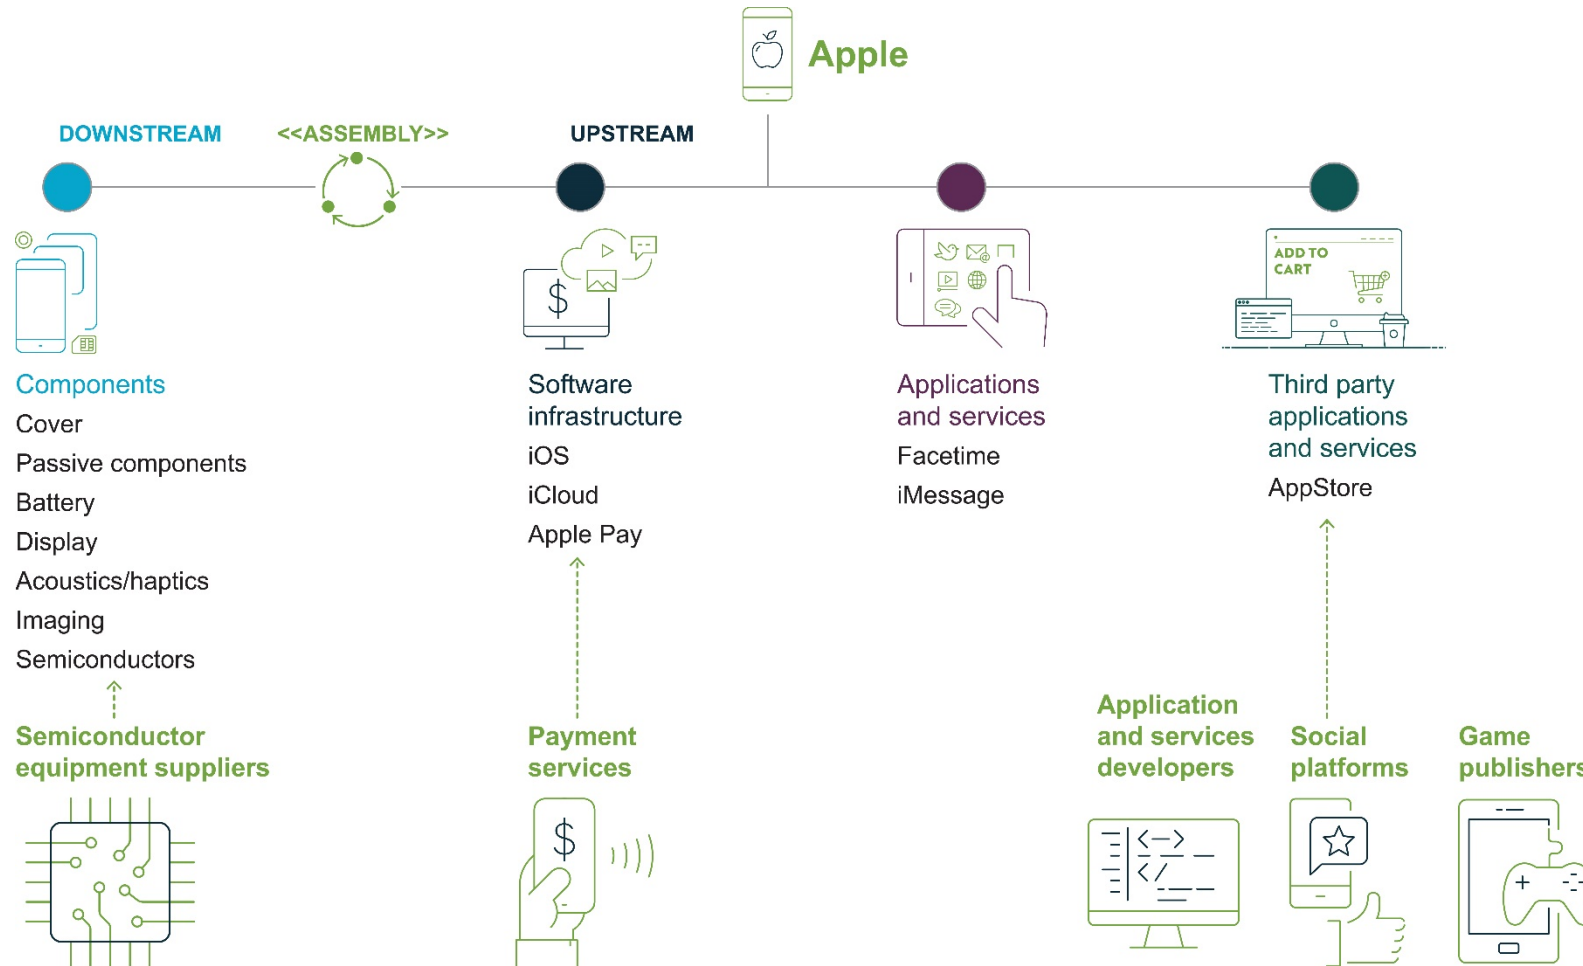 Apple
DOWNSTREAM
<<ASSEMBLY>>
UPSTREAM
ADD TO
CART
Components
Cover
Passive components
Battery
Display
Acoustics/haptics
Imaging
Semiconductors
Semiconductor
equipment suppliers
Software
infrastructure
iOS
iCloud
Apple Pay
Payment
services
Applications
and services
Facetime
iMessage
Third party
applications
and services
AppStore
Application
and services
developers
Social
platforms
Game
publishers